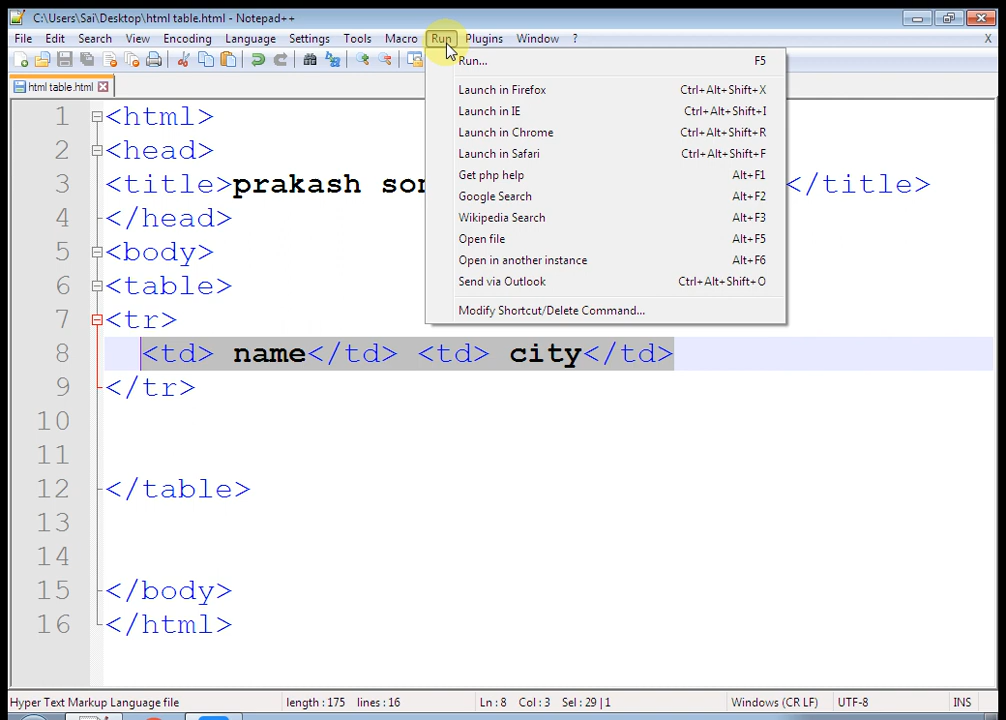 C:\Users\Sai\Desktop\html table.html - Notepad++
File Edit Search View Encoding Language Settings Tools Macro Run Plugins Window ? X
html table.html
Run... F5
Launch in Firefox Ctrl+Alt+Shift+X
Launch in IE Ctrl+Alt+Shift+I
Launch in Chrome Ctrl+Alt+Shift+R
Launch in Safari Ctrl+Alt+Shift+F
Get php help Alt+F1
Google Search Alt+F2
Wikipedia Search Alt+F3
Open file Alt+F5
Open in another instance Alt+F6
Send via Outlook Ctrl+Alt+Shift+O
Modify Shortcut/Delete Command...
1 <html>
2 <head>
3 <title>prakash </title>
4 </head>
5 <body>
6 <table>
7 <tr>
8 <td> name</td> <td> city</td>
9 </tr>
10
11
12 </table>
13
14
15 </body>
16 </html>
Hyper Text Markup Language file length : 175 lines : 16 Ln : 8 Col : 3 Sel : 29 | 1 Windows (CR LF) UTF-8 INS